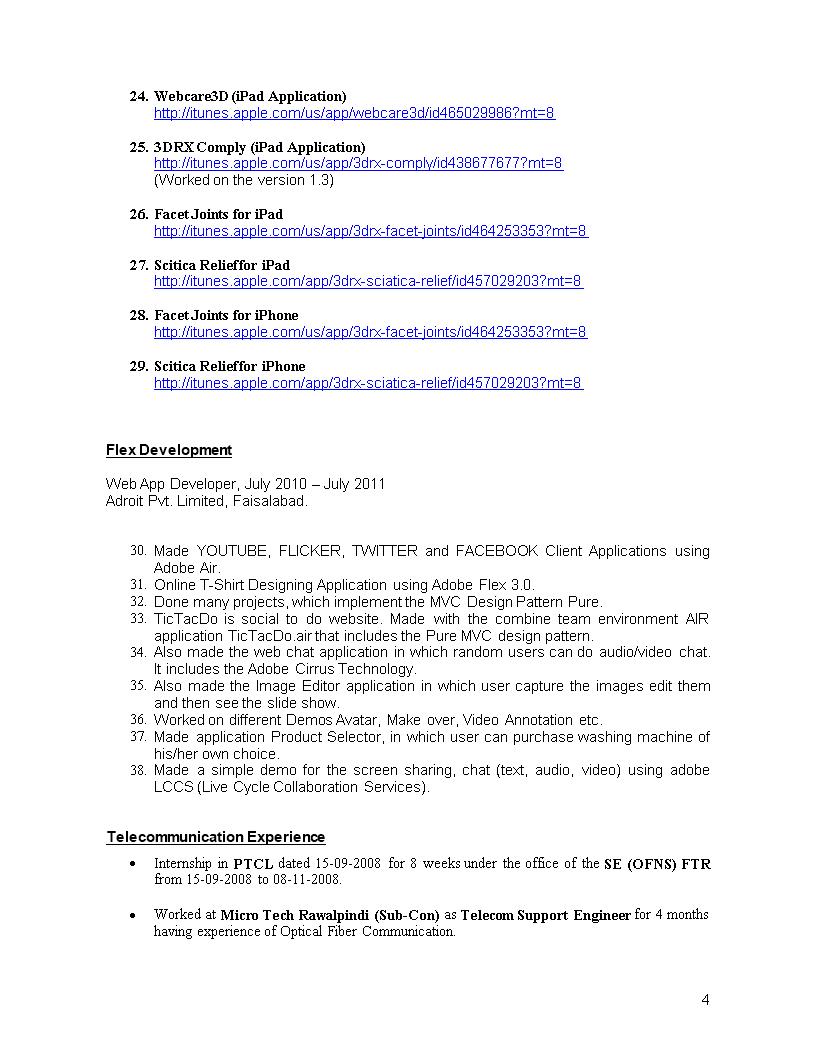 24. Webcare3D (iPad Application)
http://itunes.apple.com/us/app/webcare3d/id465029986?mt=8
25. 3DRX Comply (iPad Application)
http://itunes.apple.com/us/app/3drx-comply/id438677677?mt=8
(Worked on the version 1.3)
26. Facet Joints for iPad
http://itunes.apple.com/us/app/3drx-facet-joints/id464253353?mt=8
27. Scitica Relief for iPad
http://itunes.apple.com/app/3drx-sciatica-relief/id457029203?mt=8
28. Facet Joints for iPhone
http://itunes.apple.com/us/app/3drx-facet-joints/id464253353?mt=8
29. Scitica Relief for iPhone
http://itunes.apple.com/app/3drx-sciatica-relief/id457029203?mt=8
Flex Development
Web App Developer, July 2010 – July 2011
Adroit Pvt. Limited, Faisalabad.
30. Made YOUTUBE, FLICKER, TWITTER and FACEBOOK Client Applications using
Adobe Air.
31. Online T-Shirt Designing Application using Adobe Flex 3.0.
32. Done many projects, which implement the MVC Design Pattern Pure.
33. TicTacDo is social to do website. Made with the combine team environment AIR
application TicTacDo.air that includes the Pure MVC design pattern.
34. Also made the web chat application in which random users can do audio/video chat.
It includes the Adobe Cirrus Technology.
35. Also made the Image Editor application in which user capture the images edit them
and then see the slide show.
36. Worked on different Demos Avatar, Make over, Video Annotation etc.
37. Made application Product Selector, in which user can purchase washing machine of
his/her own choice.
38. Made a simple demo for the screen sharing, chat (text, audio, video) using adobe
LCCS (Live Cycle Collaboration Services).
Telecommunication Experience
• Internship in PTCL dated 15-09-2008 for 8 weeks under the office of the SE (OFNS) FTR
from 15-09-2008 to 08-11-2008.
• Worked at Micro Tech Rawalpindi (Sub-Con) as Telecom Support Engineer for 4 months
having experience of Optical Fiber Communication.
4